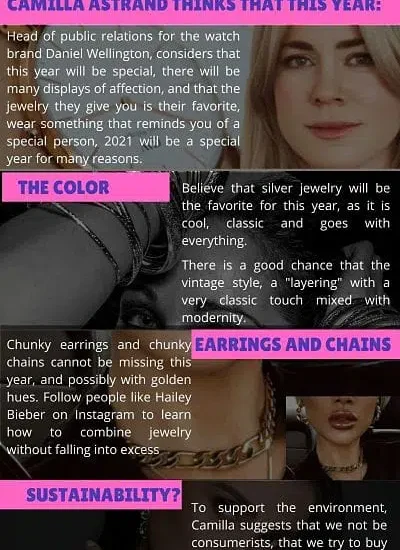 CAMILLA ASTRAND THINKS THAT THIS YEAR:
Head of public relations for the watch
brand Daniel Wellington, considers that
this year will be special, there will be
many displays of affection, and that the
jewelry they give you is their favorite,
wear something that reminds you of a
special person, 2021 will be a special
year for many reasons.
THE COLOR
Believe that silver jewelry will be
the favorite for this year, as it is
cool, classic and goes with
everything.
There is a good chance that the
vintage style, a "layering" with a
very classic touch mixed with
modernity.
EARRINGS AND CHAINS
Chunky earrings and chunky
chains cannot be missing this
year, and possibly with golden
hues. Follow people like Hailey
Bieber on Instagram to learn
how to combine jewelry
without falling into excess
SUSTAINABILITY?
To support the environment,
Camilla suggests that we not be
consumerists, that we try to buy